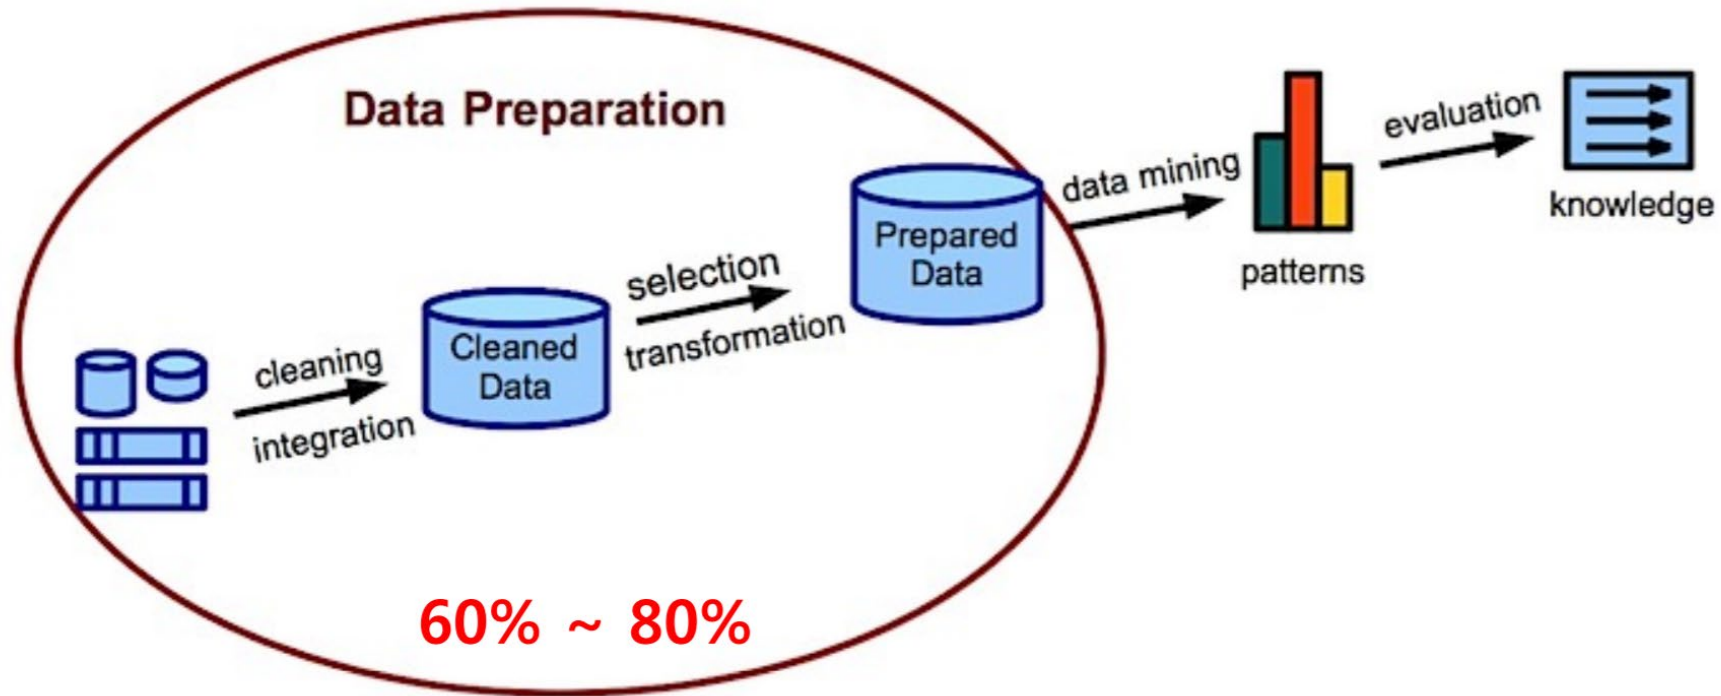 Data Preparation
cleaning
integration
Cleaned
Data
selection
transformation
Prepared
Data
data mining
patterns
evaluation
knowledge
60% ~ 80%